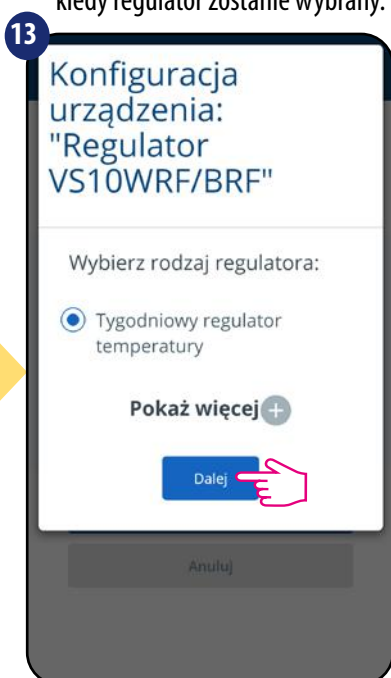 kiedy regulator zostanie wybrany.
13
Konfiguracja
urządzenia:
"Regulator
VS10WRF/BRF"
Wybierz rodzaj regulatora:
Tygodniowy regulator
temperatury
Pokaż więcej
Dalej
Anuluj